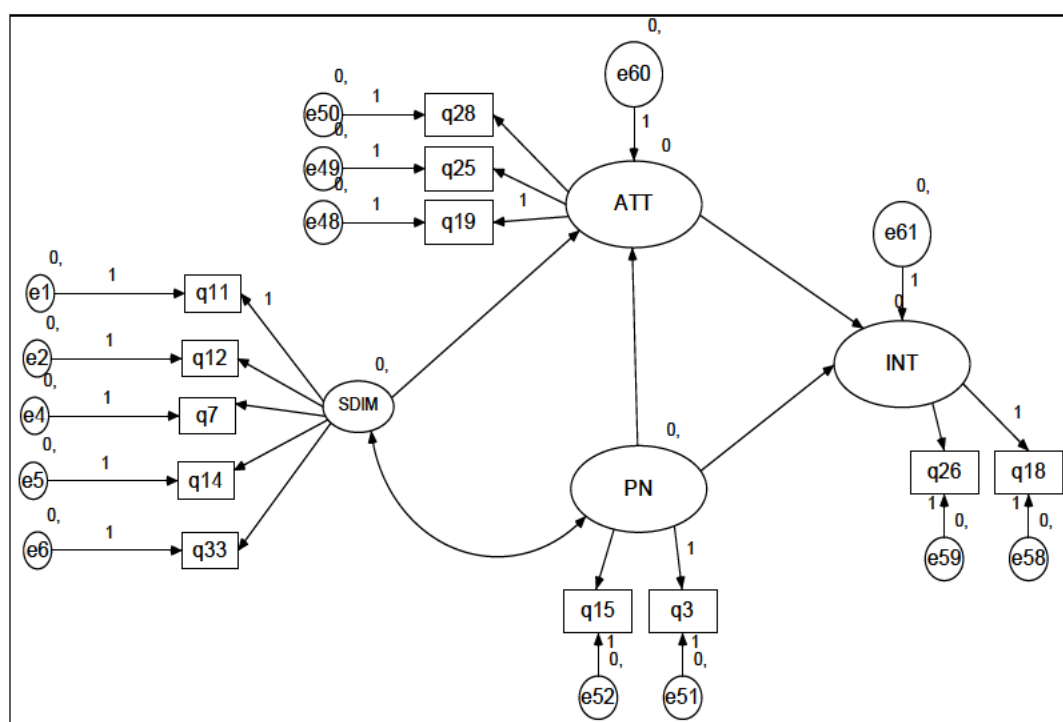 0,
e60
1
0
ATT
0,
e50
1
q28
0,
e49
1
q25
0,
e48
1
q19
1
0,
e61
1
0
INT
0,
e1
1
q11
1
0,
e2
1
q12
0,
e4
1
q7
0,
e5
1
q14
0,
e6
1
q33
0,
SDIM
0,
PN
1
q15
q3
1
0,
1
0,
e52
e51
1
q26
q18
1
0,
1
0,
e59
e58